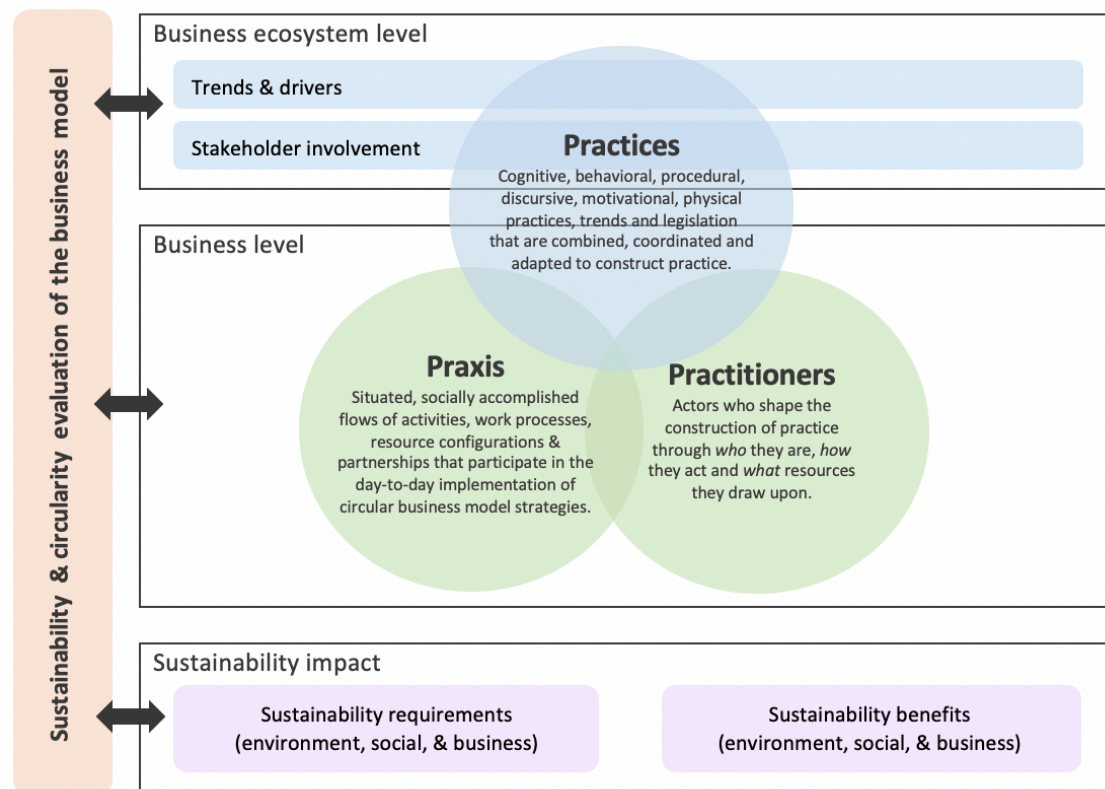 Sustainability & circularity evaluation of the business model
Business ecosystem level
Trends & drivers
Stakeholder involvement
Practices
Cognitive, behavioral, procedural,
discursive, motivational, physical
practices, trends and legislation
that are combined, coordinated and
adapted to construct practice.
Business level
Praxis
Situated, socially accomplished
flows of activities, work processes,
resource configurations &
partnerships that participate in the
day-to-day implementation of
circular business model strategies.
Practitioners
Actors who shape the
construction of practice
through who they are, how
they act and what resources
they draw upon.
Sustainability impact
Sustainability requirements
(environment, social, & business)
Sustainability benefits
(environment, social, & business)